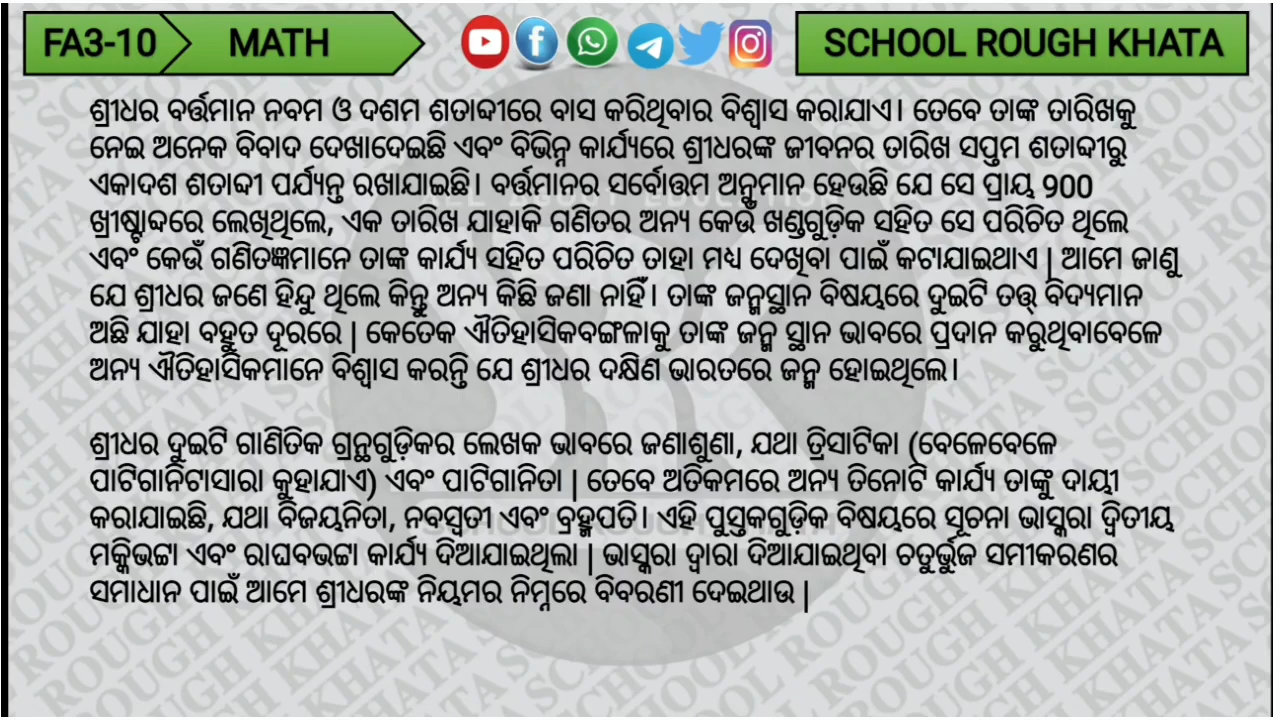 FA3-10 MATH SCHOOL ROUGH KHATA
ଶ୍ରୀଧର ବର୍ତ୍ତମାନ ନବମ ଓ ଦଶମ ଶତାବ୍ଦୀରେ ବାସ କରିଥିବାର ବିଶ୍ୱାସ କରାଯାଏ। ତେବେ ତାଙ୍କ ତାରିଖକୁ
ନେଇ ଅନେକ ବିବାଦ ଦେଖାଦେଇଛି ଏବଂ ବିଭିନ୍ନ କାର୍ଯ୍ୟରେ ଶ୍ରୀଧରଙ୍କ ଜୀବନର ତାରିଖ ସପ୍ତମ ଶତାବ୍ଦୀରୁ
ଏକାଦଶ ଶତାବ୍ଦୀ ପର୍ଯ୍ୟନ୍ତ ରଖାଯାଇଛି। ବର୍ତ୍ତମାନର ସର୍ବୋତ୍ତମ ଅନୁମାନ ହେଉଛି ଯେ ସେ ପ୍ରାୟ 900
ଖ୍ରୀଷ୍ଟାବ୍ଦରେ ଲେଖିଥିଲେ, ଏକ ତାରିଖ ଯାହାକି ଗଣିତର ଅନ୍ୟ କେଉଁ ଖଣ୍ଡଗୁଡ଼ିକ ସହିତ ସେ ପରିଚିତ ଥିଲେ
ଏବଂ କେଉଁ ଗଣିତଜ୍ଞମାନେ ତାଙ୍କ କାର୍ଯ୍ୟ ସହିତ ପରିଚିତ ତାହା ମଧ୍ୟ ଦେଖିବା ପାଇଁ କଟାଯାଇଥାଏ | ଆମେ ଜାଣୁ
ଯେ ଶ୍ରୀଧର ଜଣେ ହିନ୍ଦୁ ଥିଲେ କିନ୍ତୁ ଅନ୍ୟ କିଛି ଜଣା ନାହିଁ। ତାଙ୍କ ଜନ୍ମସ୍ଥାନ ବିଷୟରେ ଦୁଇଟି ତତ୍ତ୍ ବିଦ୍ୟମାନ
ଅଛି ଯାହା ବହୁତ ଦୂରରେ | କେତେକ ଐତିହାସିକବଙ୍ଗଳାକୁ ତାଙ୍କ ଜନ୍ମ ସ୍ଥାନ ଭାବରେ ପ୍ରଦାନ କରୁଥିବାବେଳେ
ଅନ୍ୟ ଐତିହାସିକମାନେ ବିଶ୍ୱାସ କରନ୍ତି ଯେ ଶ୍ରୀଧର ଦକ୍ଷିଣ ଭାରତରେ ଜନ୍ମ ହୋଇଥିଲେ।
ଶ୍ରୀଧର ଦୁଇଟି ଗାଣିତିକ ଗ୍ରନ୍ଥଗୁଡ଼ିକର ଲେଖକ ଭାବରେ ଜଣାଶୁଣା, ଯଥା ତ୍ରିସାଟିକା (ବେଳେବେଳେ
ପାଟିଗାନିଟାସାରା କୁହାଯାଏ) ଏବଂ ପାଟିଗାନିତା | ତେବେ ଅତିକମରେ ଅନ୍ୟ ତିନୋଟି କାର୍ଯ୍ୟ ତାଙ୍କୁ ଦାୟୀ
କରାଯାଇଛି, ଯଥା ବିଜୟନିତା, ନବସ୍ୱତୀ ଏବଂ ବ୍ରହ୍ମପତି। ଏହି ପୁସ୍ତକଗୁଡ଼ିକ ବିଷୟରେ ସୂଚନା ଭାସ୍କରା ଦ୍ୱିତୀୟ
ମକ୍କିଭଟ୍ଟା ଏବଂ ରାଘବଭଟ୍ଟା କାର୍ଯ୍ୟ ଦିଆଯାଇଥିଲା | ଭାସ୍କରା ଦ୍ୱାରା ଦିଆଯାଇଥିବା ଚତୁର୍ଭୁଜ ସମୀକରଣର
ସମାଧାନ ପାଇଁ ଆମେ ଶ୍ରୀଧରଙ୍କ ନିୟମର ନିମ୍ନରେ ବିବରଣୀ ଦେଇଥାଉ |